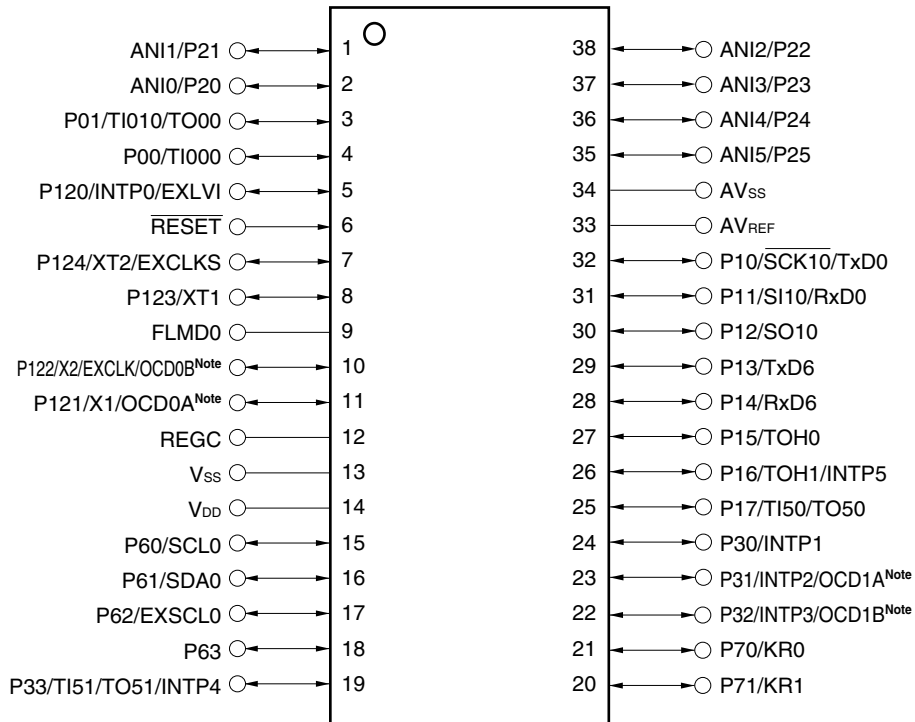 ANI1/P21 1 38 ANI2/P22
ANI0/P20 2 37 ANI3/P23
P01/TI010/TO00 3 36 ANI4/P24
P00/TI000 4 35 ANI5/P25
P120/INTP0/EXLVI 5 34 AVSS
RESET 6 33 AVREF
P124/XT2/EXCLKS 7 32 P10/SCK10/TxD0
P123/XT1 8 31 P11/SI10/RxD0
FLMD0 9 30 P12/SO10
P122/X2/EXCLK/OCD0BNote 10 29 P13/TxD6
P121/X1/OCD0ANote 11 28 P14/RxD6
REGC 12 27 P15/TOH0
VSS 13 26 P16/TOH1/INTP5
VDD 14 25 P17/TI50/TO50
P60/SCL0 15 24 P30/INTP1
P61/SDA0 16 23 P31/INTP2/OCD1ANote
P62/EXSCL0 17 22 P32/INTP3/OCD1BNote
P63 18 21 P70/KR0
P33/TI51/TO51/INTP4 19 20 P71/KR1